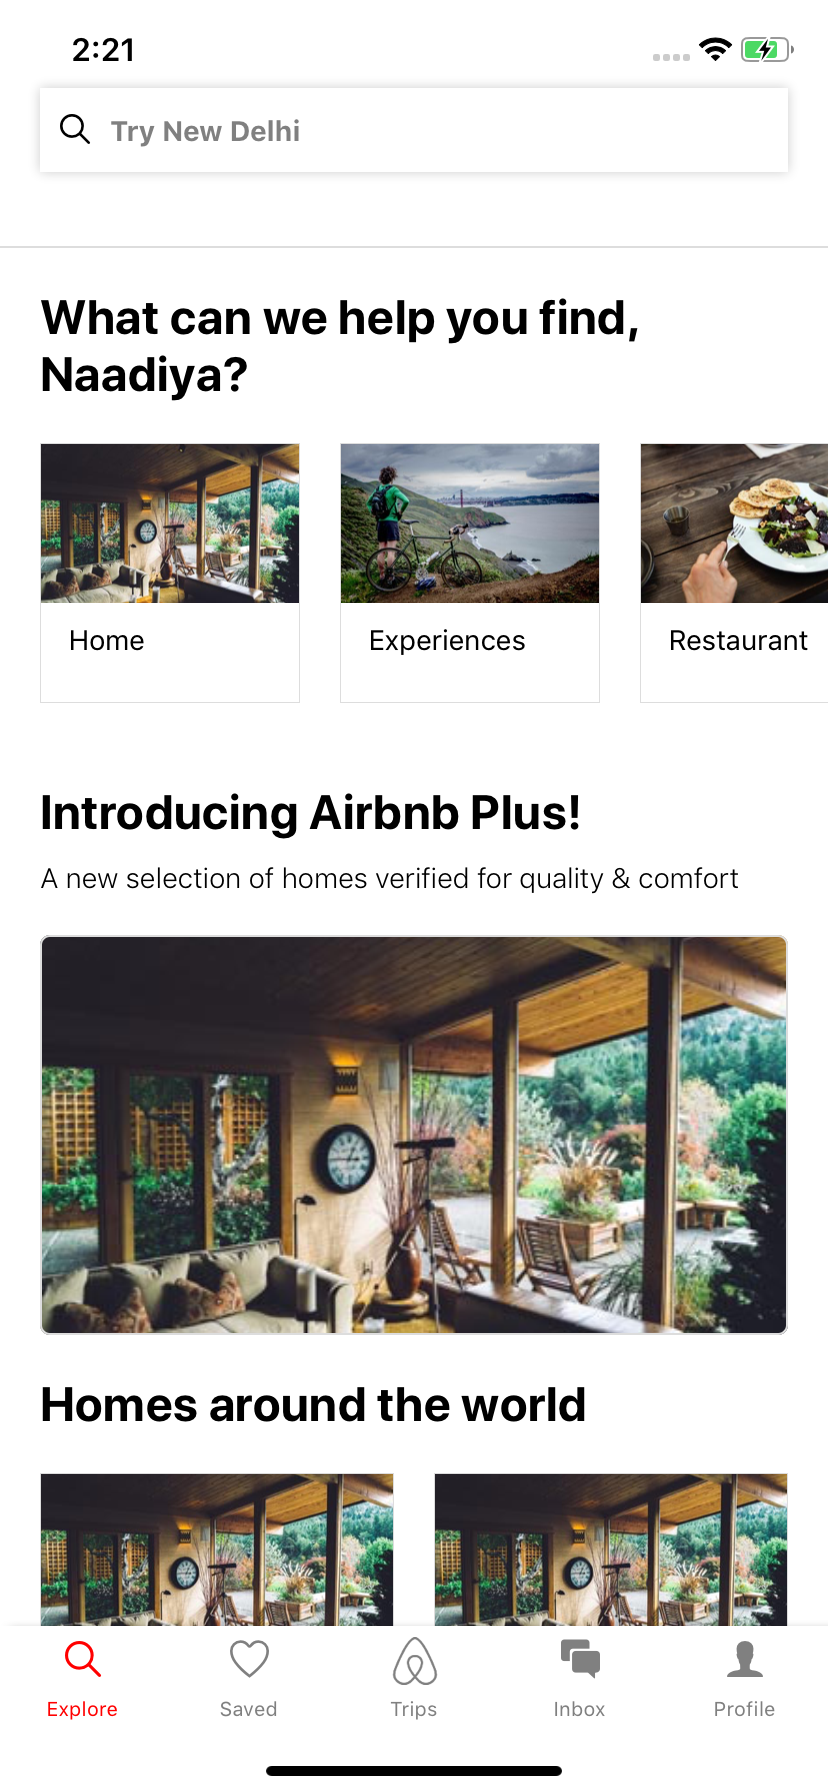 2:21
Try New Delhi
What can we help you find,
Naadiya?
Home
Experiences
Restaurant
Introducing Airbnb Plus!
A new selection of homes verified for quality & comfort
Homes around the world
Explore
Saved
Trips
Inbox
Profile